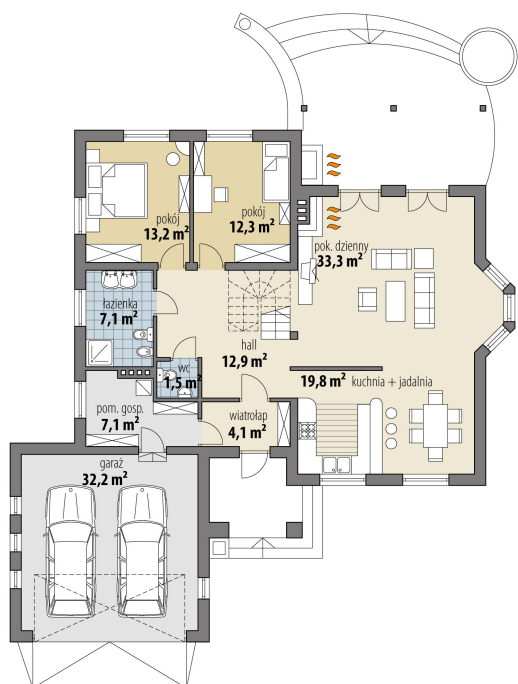 pokój
13,2 m²
pokój
12,3 m²
pok. dzienny
33,3 m²
łazienka
7,1 m²
hall
12,9 m²
wc
1,5 m²
19,8 m² kuchnia + jadalnia
pom. gosp.
7,1 m²
wiatrołap
4,1 m²
garaż
32,2 m²